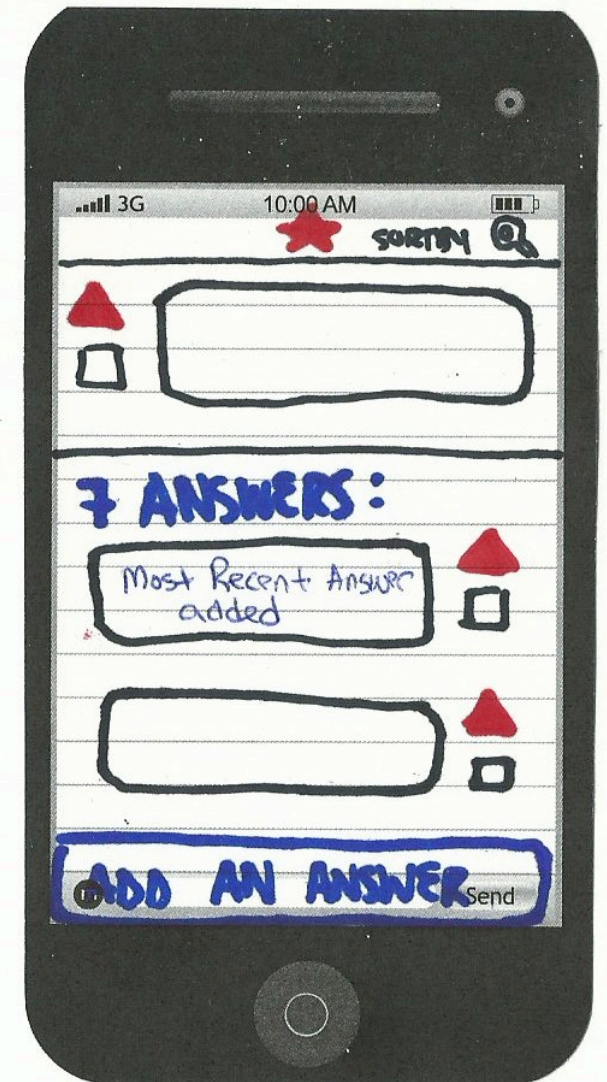 3G 10:00 AM
SORTBY
7 ANSWERS:
Most Recent Answer
added
ADD AN ANSWER Send